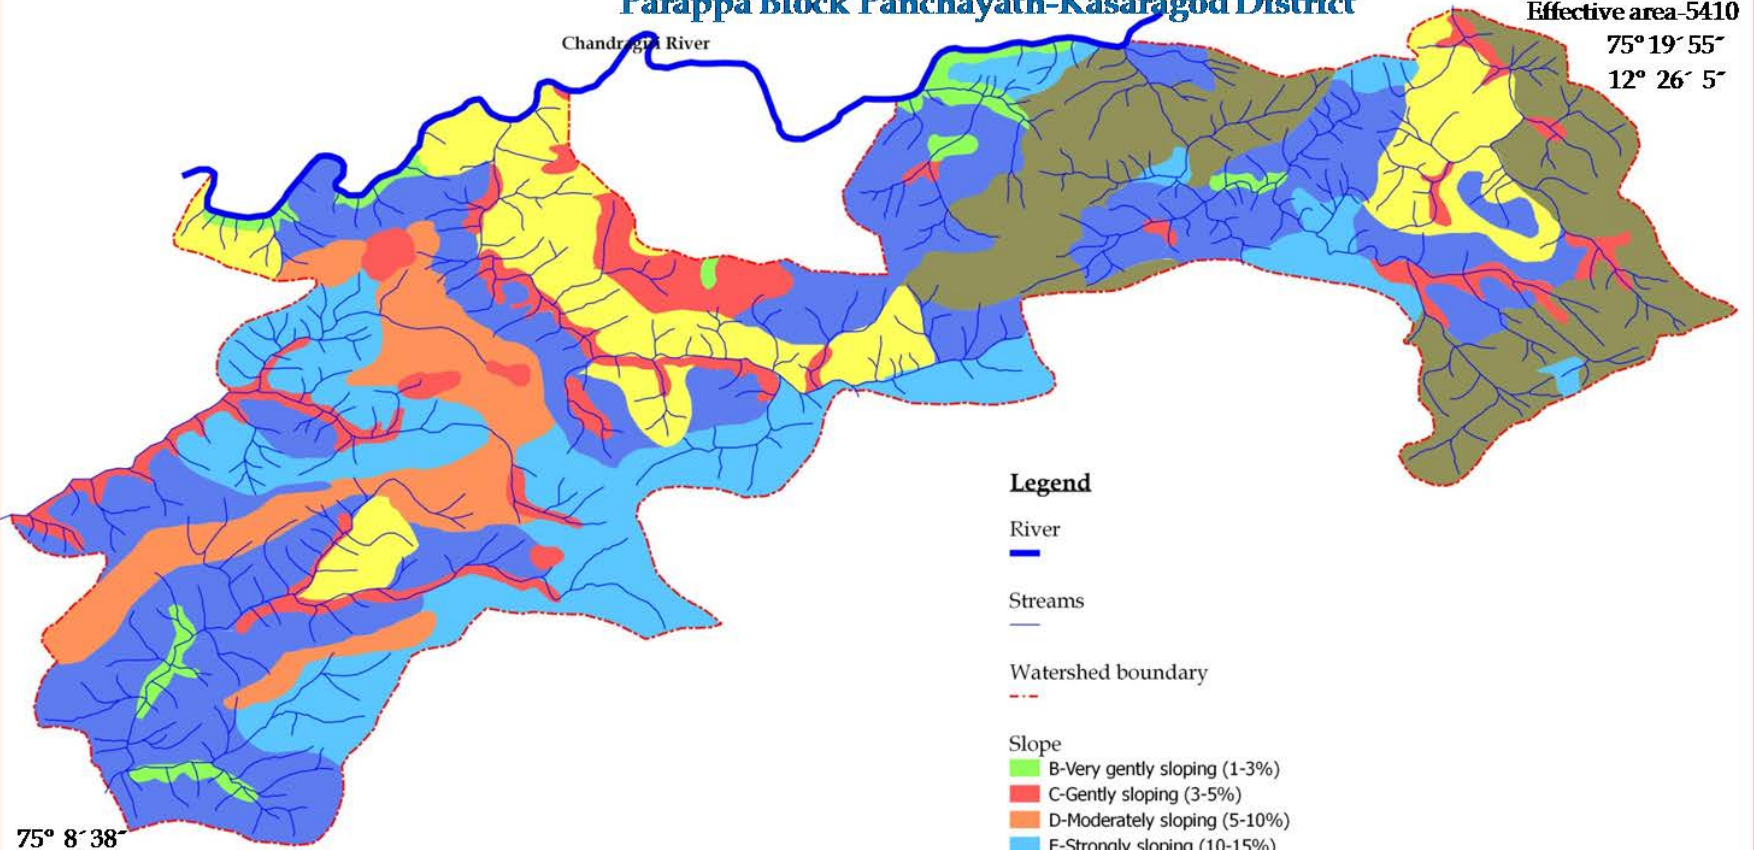 Parappa Block Panchayath-Kasaragod District
Effective area-5410
75° 19´ 55˝
12° 26´ 5˝
Chandragiri River
Legend
River
Streams
Watershed boundary
Slope
B-Very gently sloping (1-3%)
C-Gently sloping (3-5%)
D-Moderately sloping (5-10%)
E-Strongly sloping (10-15%)
75° 8´ 38˝